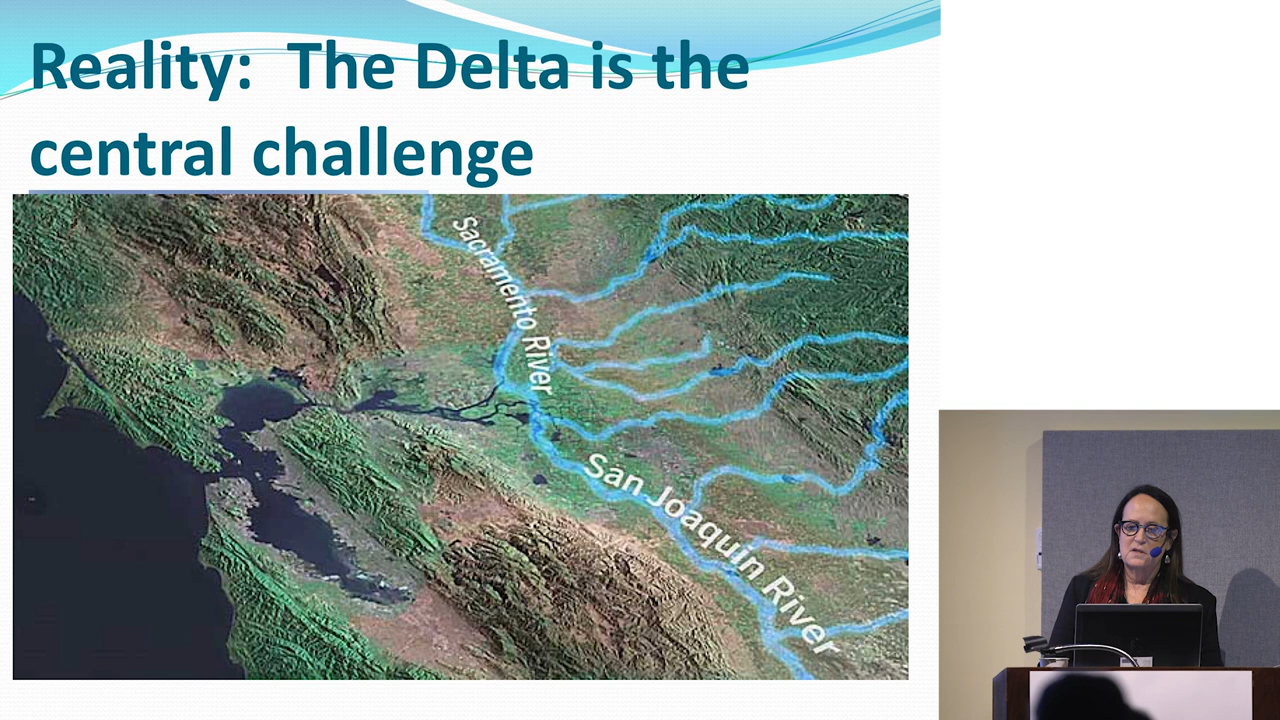 Reality:  The Delta is the
central challenge
Sacramento River
San Joaquin River